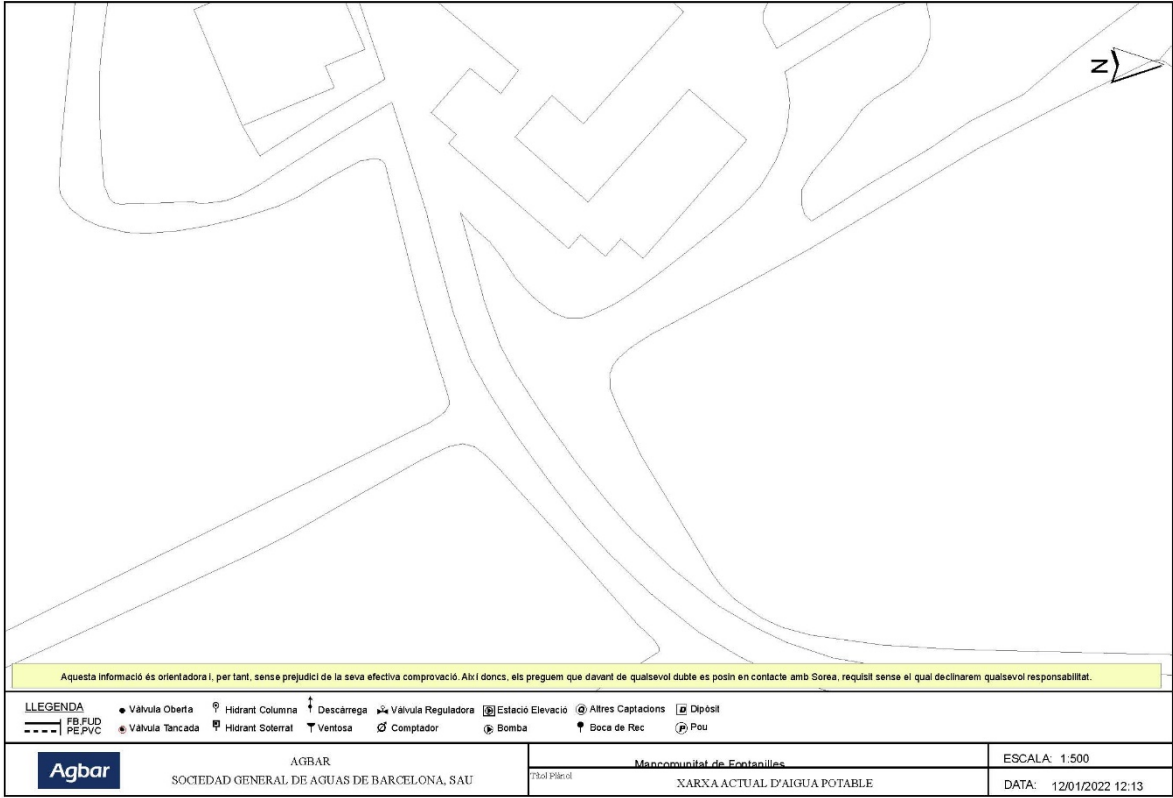 N
Aquesta informació és orientadora i, per tant, sense prejudici de la seva efectiva comprovació. Així doncs, els preguem que davant de qualsevol dubte es posin en contacte amb Sorea, requisit sense el qual declinarem qualsevol responsabilitat.
LLEGENDA
FB,FUD
PE,PVC
Vàlvula Oberta
Hidrant Columna
Descàrrega
Vàlvula Reguladora
Estació Elevació
Altres Captadions
Dipòsit
Vàlvula Tancada
Hidrant Soterrat
Ventosa
Comptador
Bomba
Boca de Rec
Pou
Agbar
AGBAR
SOCIEDAD GENERAL DE AGUAS DE BARCELONA, SAU
Mancomunitat de Fontanilles
Títol Plànol
XARXA ACTUAL D'AIGUA POTABLE
ESCALA: 1:500
DATA: 12/01/2022 12:13